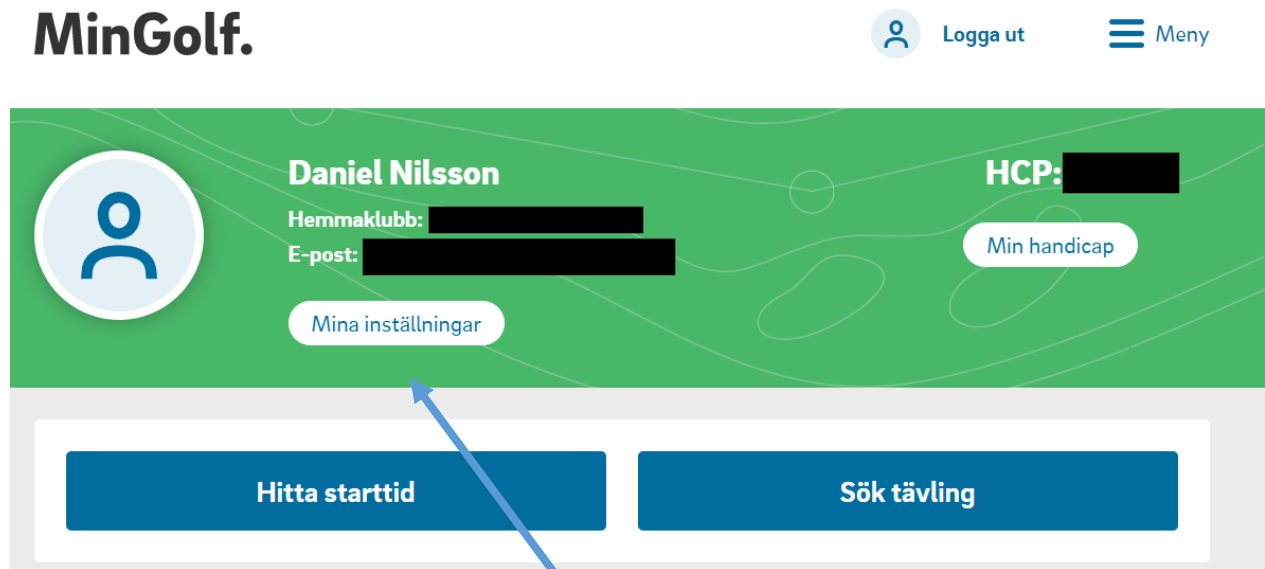 MinGolf.
Logga ut
Meny
Daniel Nilsson
Hemmaklubb:
E-post:
Mina inställningar
HCP:
Min handicap
Hitta starttid
Sök tävling